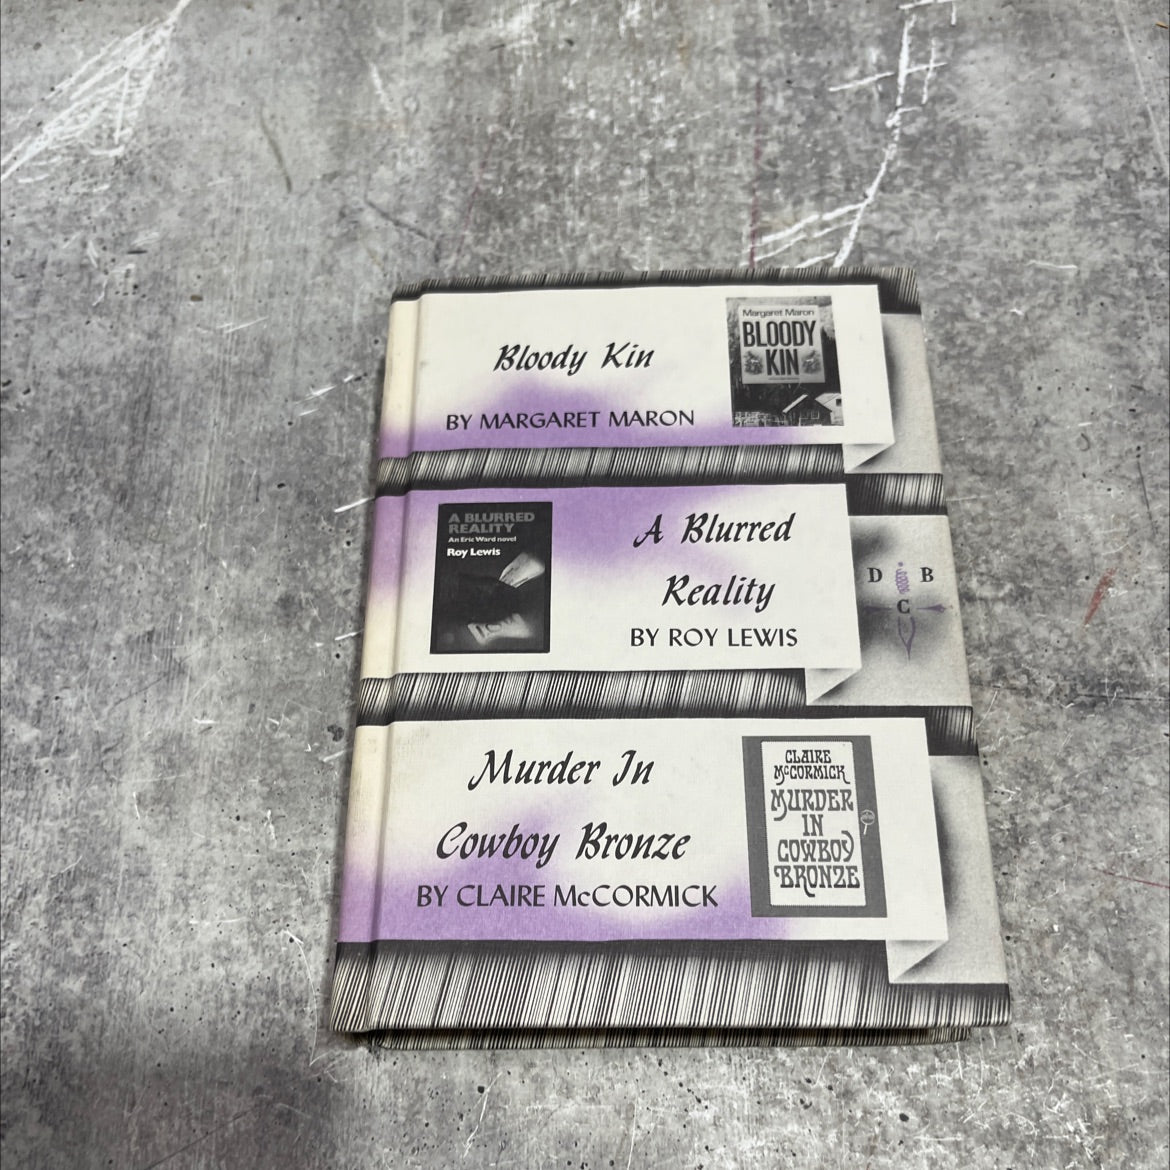 Bloody Kin
BY MARGARET MARON
Margaret Maron
BLOODY
KIN
A BLURRED
REALITY
An Eric Ward novel
Roy Lewis
A Blurred
Reality
BY ROY LEWIS
D B
C
Murder In
Cowboy Bronze
BY CLAIRE McCORMICK
CLAIRE
McCORMICK
MURDER
IN
COWBOY
BRONZE